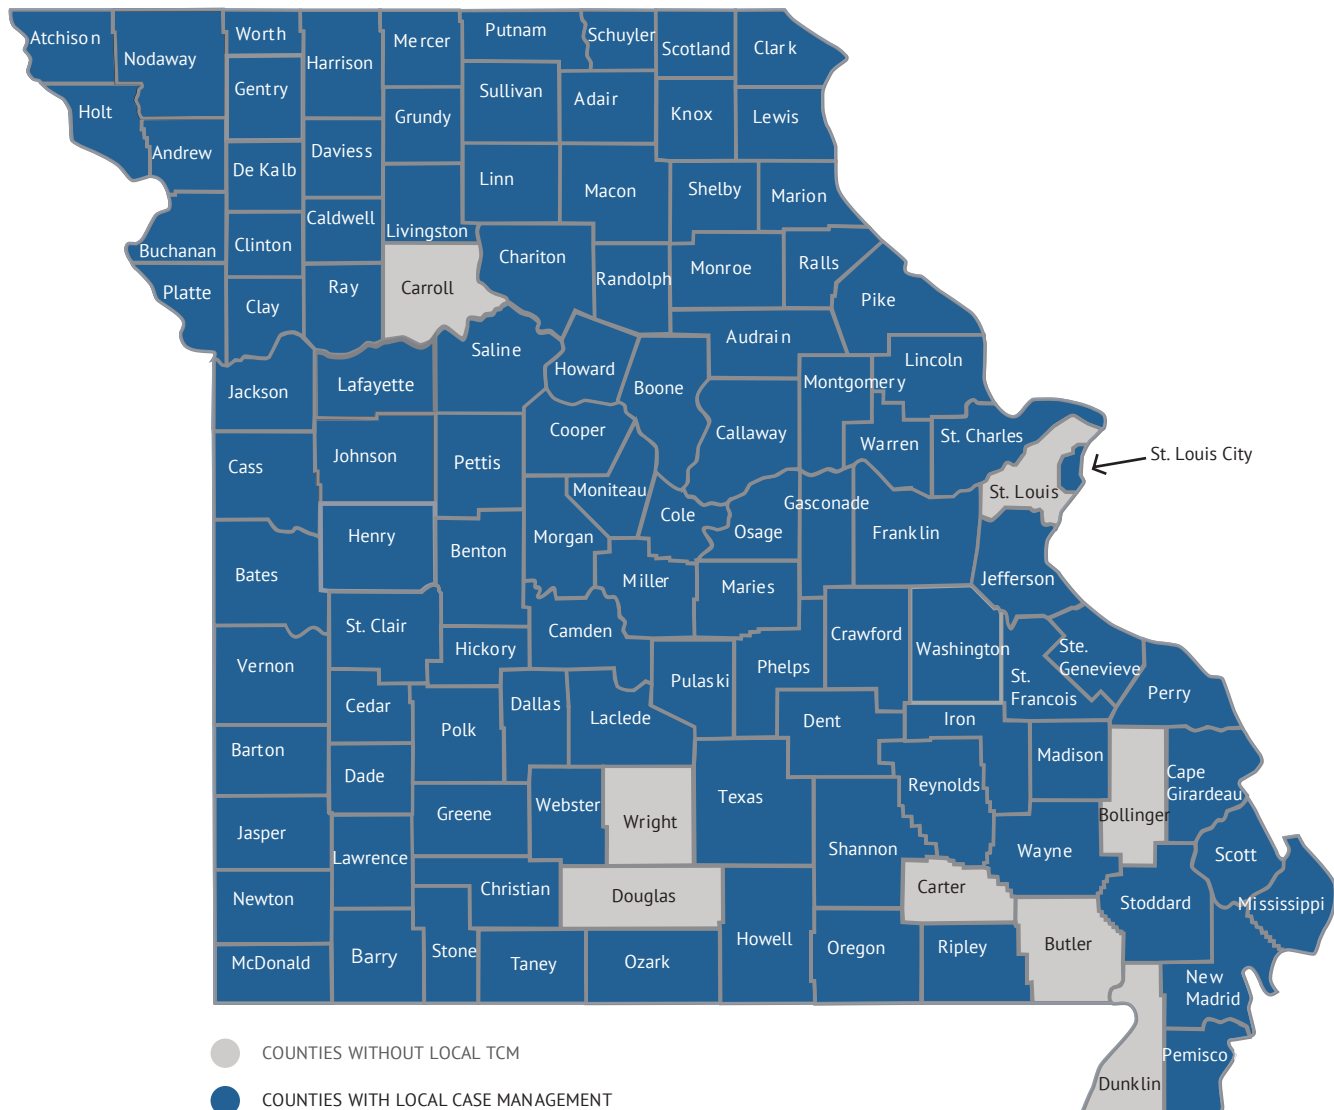 Atchison
Nodaway
Worth
Harrison
Mercer
Putnam
Schuyler
Scotland
Clark
Gentry
Sullivan
Adair
Holt
Grundy
Knox
Lewis
Andrew
Daviess
De Kalb
Linn
Macon
Shelby
Marion
Caldwell
Livingston
Buchanan
Clinton
Chariton
Randolph
Monroe
Ralls
Platte
Clay
Ray
Carroll
Pike
Saline
Audrain
Howard
Lincoln
Jackson
Lafayette
Boone
Montgomery
Cooper
Callaway
Warren
St. Charles
St. Louis City
Cass
Johnson
Pettis
Moniteau
St. Louis
Gasconade
Cole
Henry
Morgan
Osage
Franklin
Benton
Bates
Miller
Maries
Jefferson
St. Clair
Camden
Crawford
Hickory
Washington
Ste.
Genevieve
Vernon
Pulaski
Phelps
St.
Francois
Perry
Cedar
Dallas
Laclede
Polk
Dent
Iron
Barton
Madison
Dade
Cape
Girardeau
Texas
Reynolds
Webster
Greene
Wright
Bollinger
Jasper
Lawrence
Shannon
Wayne
Scott
Christian
Douglas
Carter
Newton
Stoddard
Mississippi
Howell
Butler
McDonald
Barry
Stone
Taney
Ozark
Oregon
Ripley
New
Madrid
Pemisco
Dunklin
COUNTIES WITHOUT LOCAL TCM
COUNTIES WITH LOCAL CASE MANAGEMENT